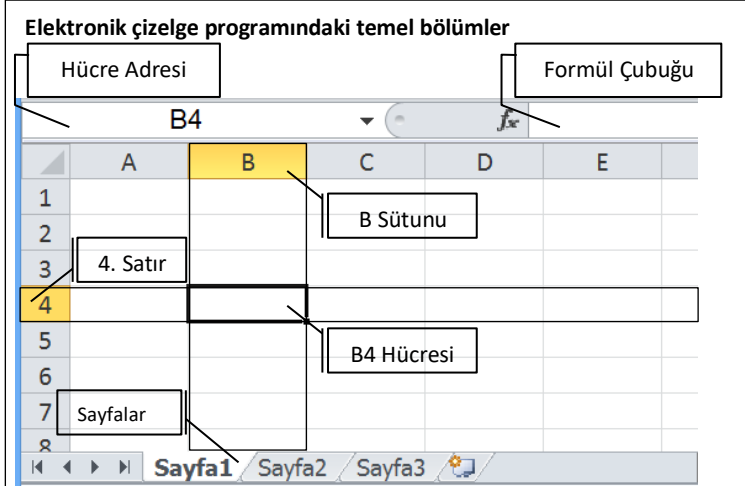 Elektronik çizelge programındaki temel bölümler
Hücre Adresi
Formül Çubuğu
B4
fx
A B C D E
1
B Sütunu
2
3
4. Satır
4
5
B4 Hücresi
6
7
Sayfalar
8
Sayfa1 Sayfa2 Sayfa3